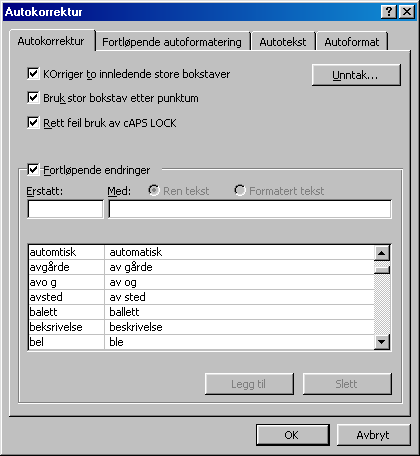 Autokorrektur
Autokorrektur Fortløpende autoformatering Autotekst Autoformat
KOrriger to innledende store bokstaver Unntak...
Bruk stor bokstav etter punktum
Rett feil bruk av cAPS LOCK
Fortløpende endringer
Erstatt: Med: Ren tekst Formatert tekst
automtisk automatisk
avgårde av gårde
avo g av og
avsted av sted
balett ballett
beksrivelse beskrivelse
bel ble
Legg til Slett
OK Avbryt